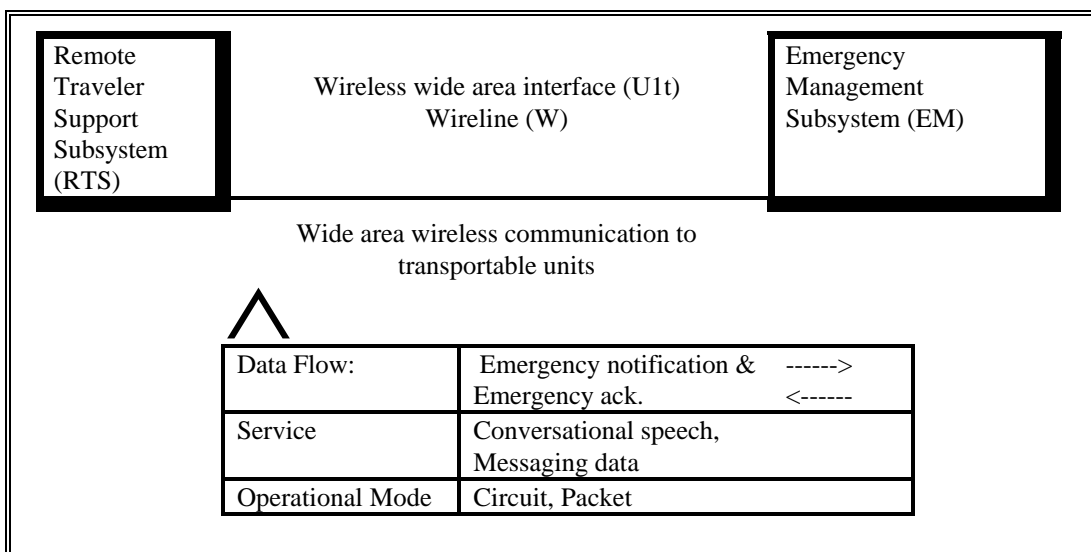 Remote
Traveler
Support
Subsystem
(RTS)
Wireless wide area interface (U1t)
Wireline (W)
Emergency
Management
Subsystem (EM)
Wide area wireless communication to
transportable units
Data Flow: Emergency notification & ------>
Emergency ack. <------
Service Conversational speech,
Messaging data
Operational Mode Circuit, Packet